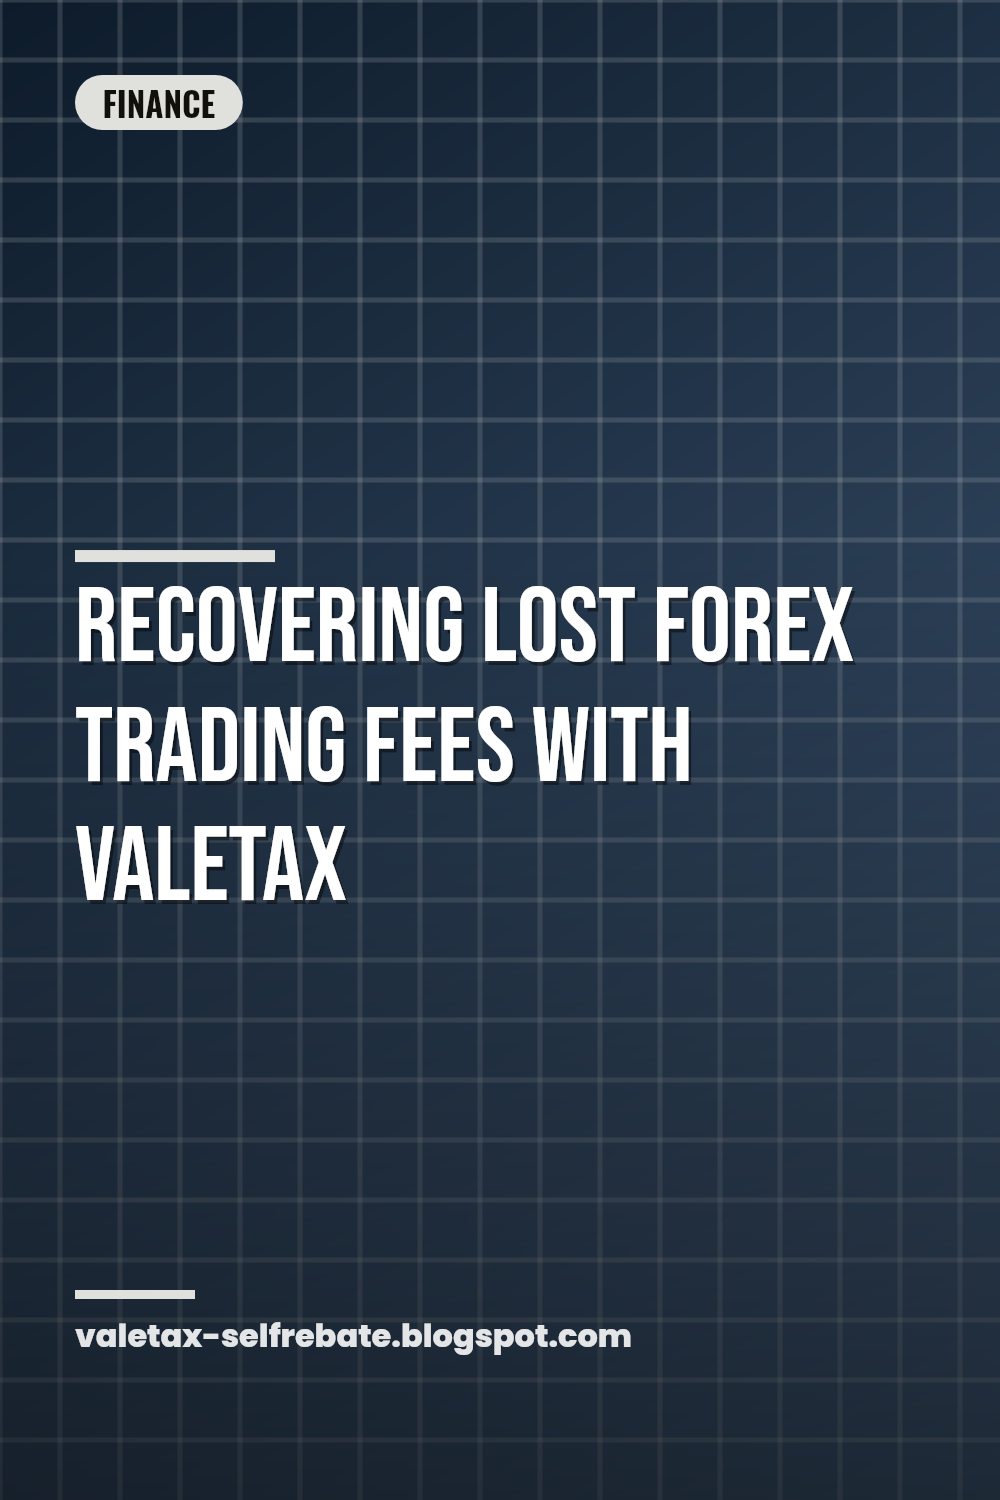 FINANCE
RECOVERING LOST FOREX
TRADING FEES WITH
VALETAX
valetax-selfrebate.blogspot.com